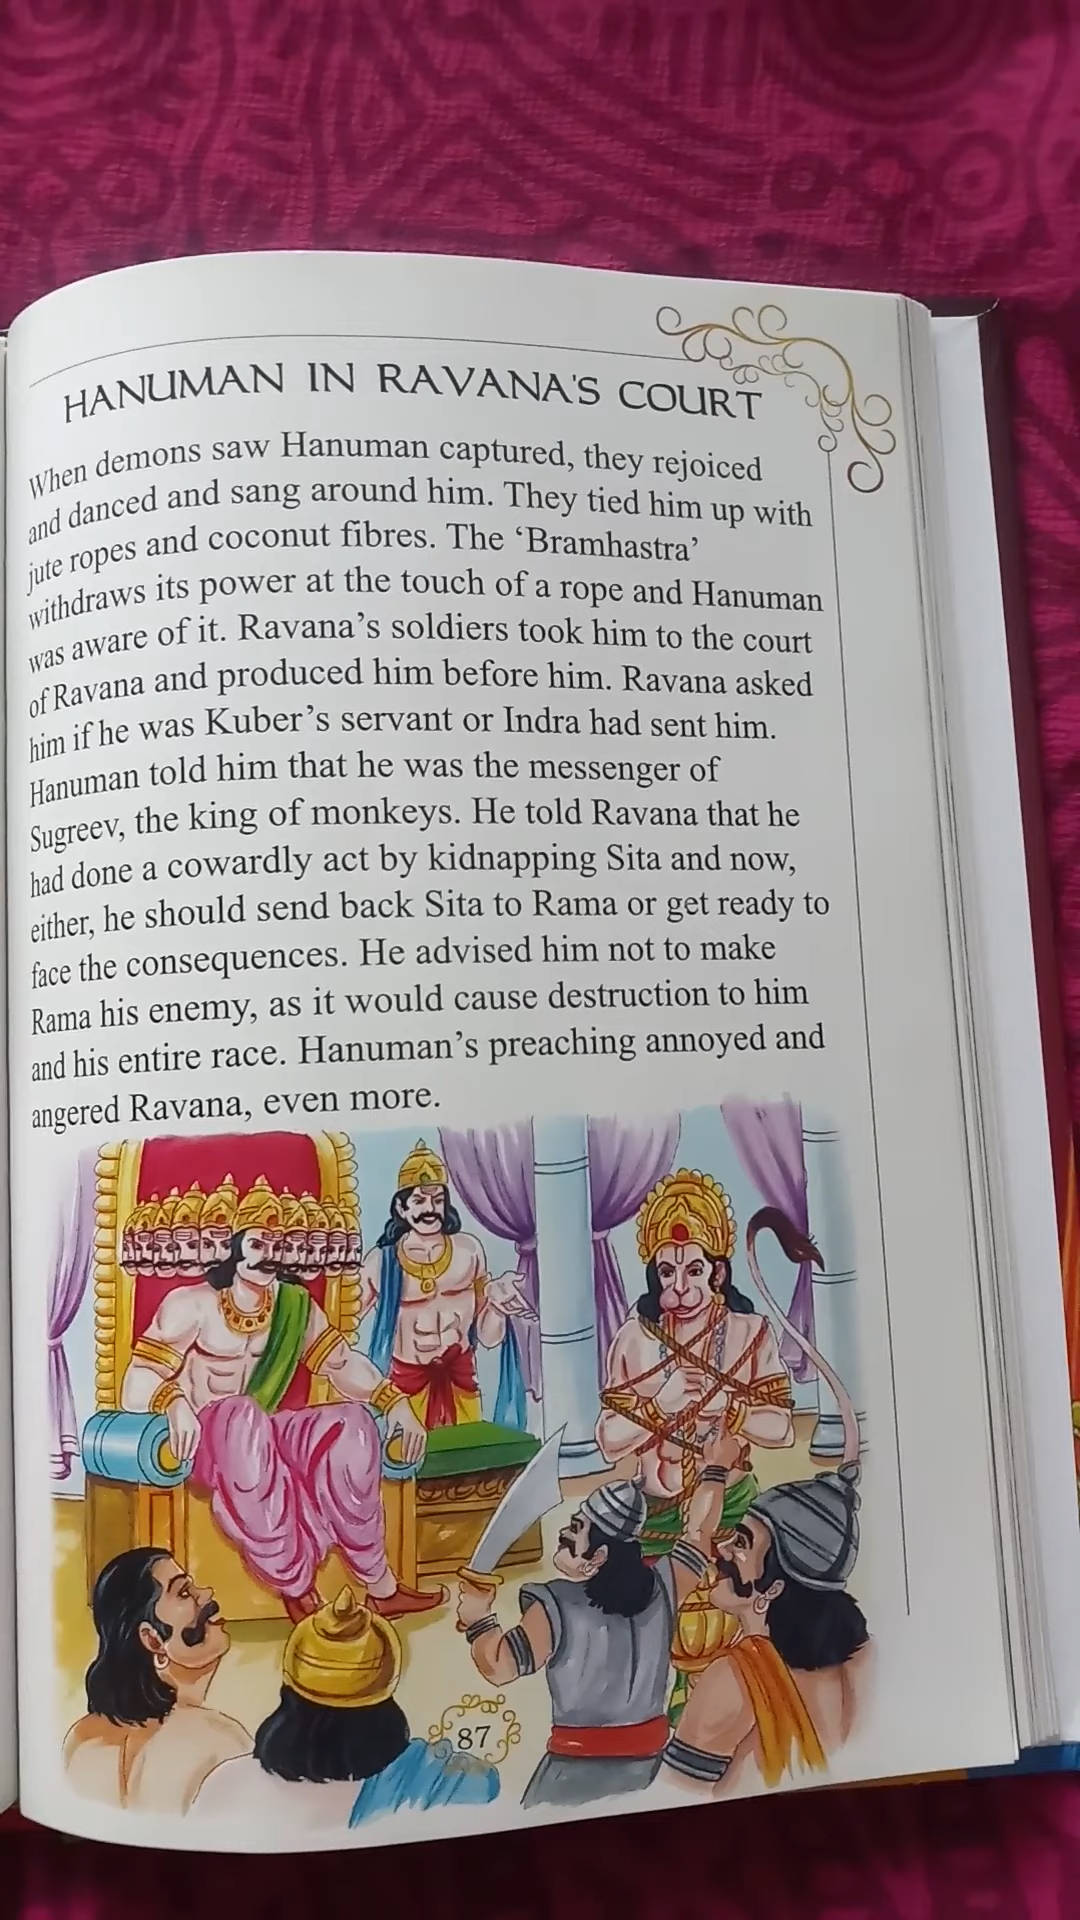 HANUMAN IN RAVANA'S COURT
When demons saw Hanuman captured, they rejoiced
and danced and sang around him. They tied him up with
jute ropes and coconut fibres. The ‘Bramhastra’
withdraws its power at the touch of a rope and Hanuman
was aware of it. Ravana’s soldiers took him to the court
of Ravana and produced him before him. Ravana asked
him if he was Kuber’s servant or Indra had sent him.
Hanuman told him that he was the messenger of
Sugreev, the king of monkeys. He told Ravana that he
had done a cowardly act by kidnapping Sita and now,
either, he should send back Sita to Rama or get ready to
face the consequences. He advised him not to make
Rama his enemy, as it would cause destruction to him
and his entire race. Hanuman’s preaching annoyed and
angered Ravana, even more.
87